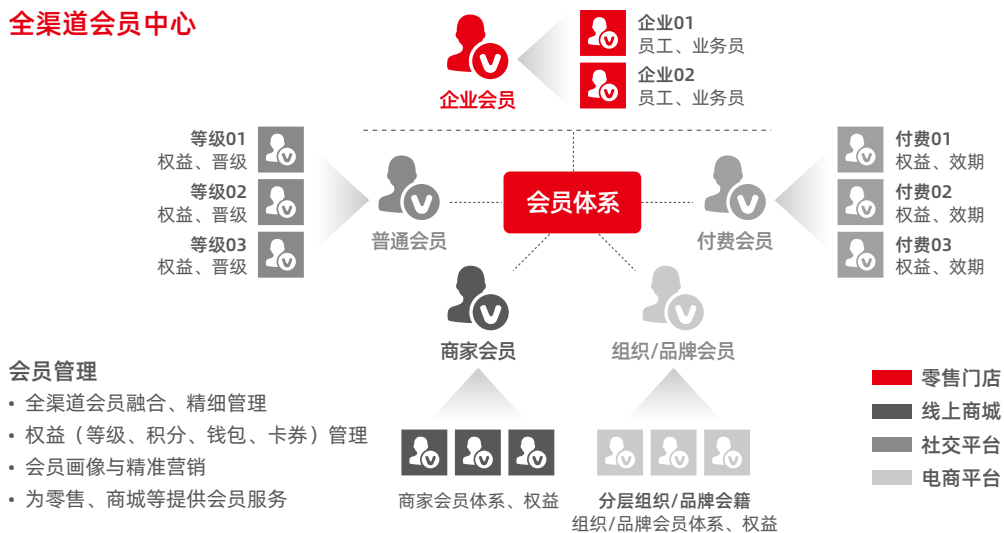 全渠道会员中心
企业会员
企业01
员工、业务员
企业02
员工、业务员
等级01
权益、晋级
等级02
权益、晋级
等级03
权益、晋级
普通会员
会员体系
付费会员
付费01
权益、效期
付费02
权益、效期
付费03
权益、效期
商家会员
组织/品牌会员
商家会员体系、权益
分层组织/品牌会籍
组织/品牌会员体系、权益
会员管理
• 全渠道会员融合、精细管理
• 权益（等级、积分、钱包、卡券）管理
• 会员画像与精准营销
• 为零售、商城等提供会员服务
零售门店
线上商城
社交平台
电商平台